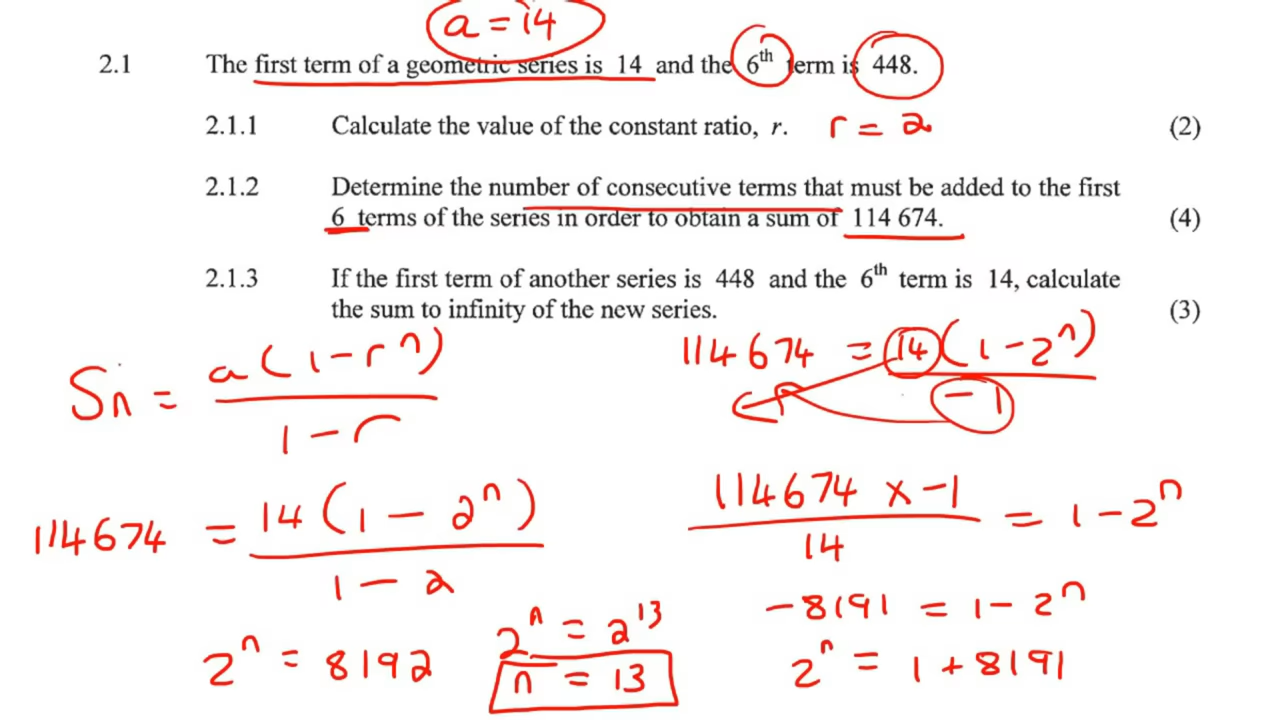 a = 14
2.1 The first term of a geometric series is 14 and the 6th term is 448.
2.1.1 Calculate the value of the constant ratio, r. r = 2 (2)
2.1.2 Determine the number of consecutive terms that must be added to the first
6 terms of the series in order to obtain a sum of 114 674. (4)
2.1.3 If the first term of another series is 448 and the 6th term is 14, calculate
the sum to infinity of the new series. (3)
Sn = a(1-r^n) / 1-r
114674 = 14(1-2^n) / 1-2
2^n = 8192
2^n = 2^13
n = 13
114674 = 14(1-2^n) / -1
114674 x -1 / 14 = 1-2^n
-8191 = 1-2^n
2^n = 1+8191